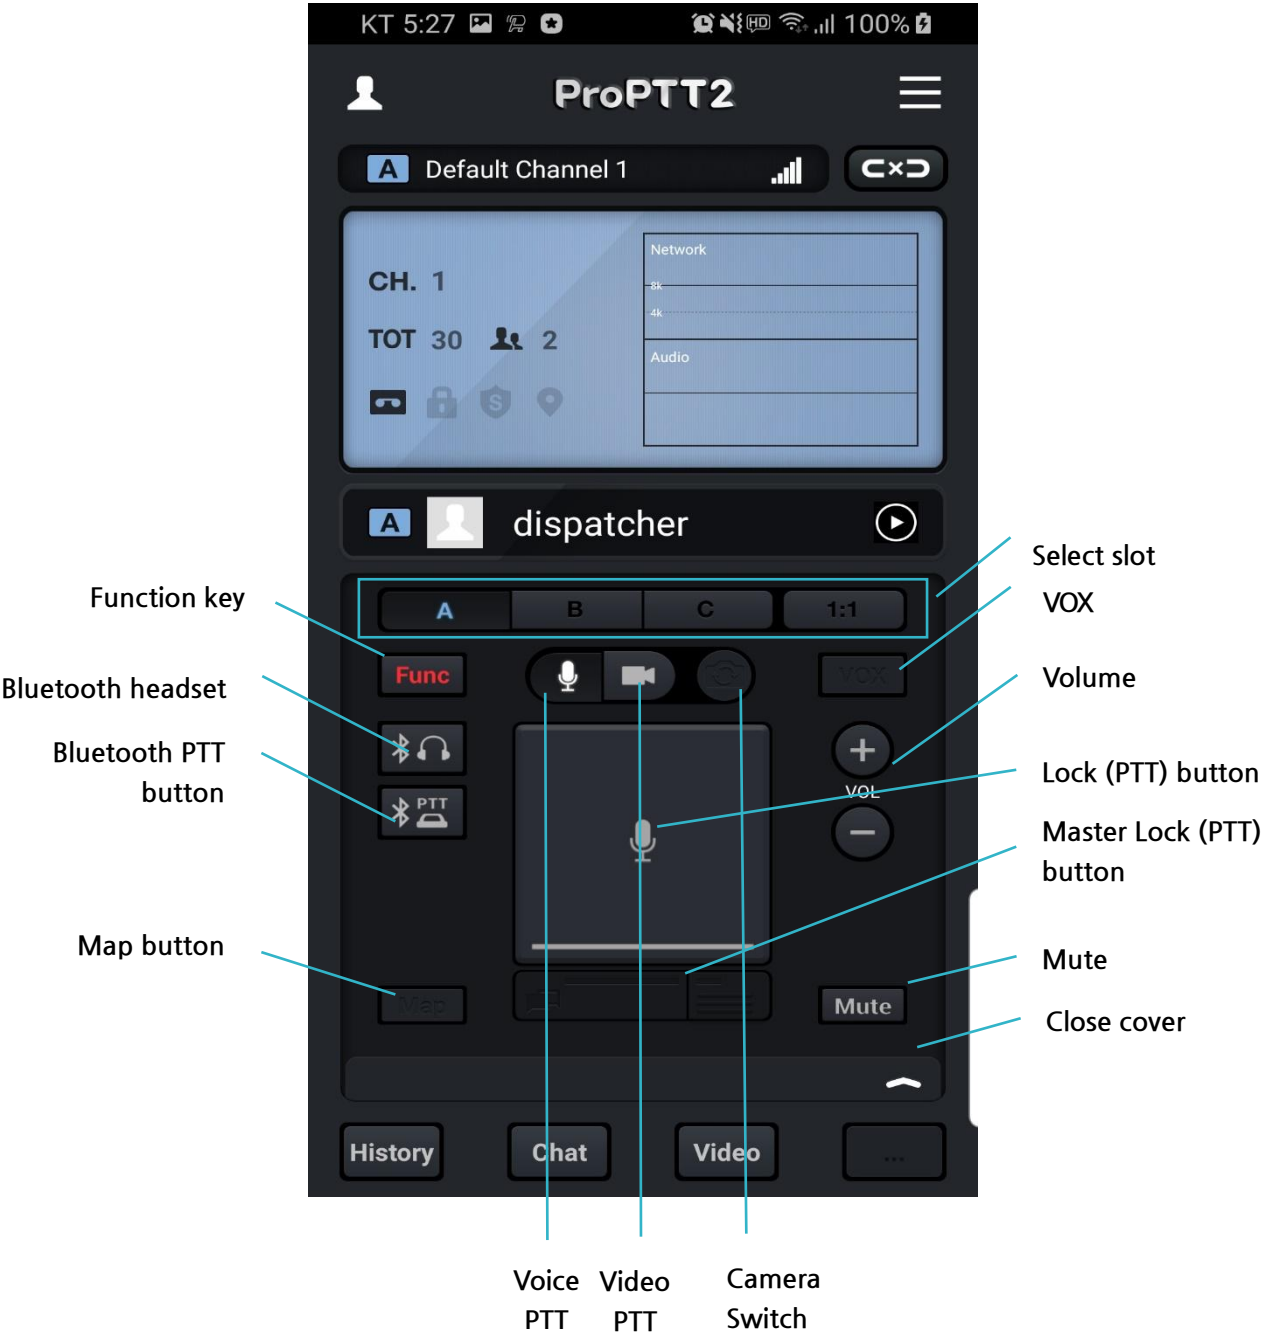 KT 5:27 HD 100%
ProPTT2
A Default Channel 1
CH. 1
TOT 30 2
S
Network
8k
4k
Audio
A dispatcher
A B C 1:1
Func VOX
PTT
VOL
Map Mute
History Chat Video ...
Function key
Bluetooth headset
Bluetooth PTT
button
Map button
Select slot
VOX
Volume
Lock (PTT) button
Master Lock (PTT)
button
Mute
Close cover
Voice
PTT
Video
PTT
Camera
Switch